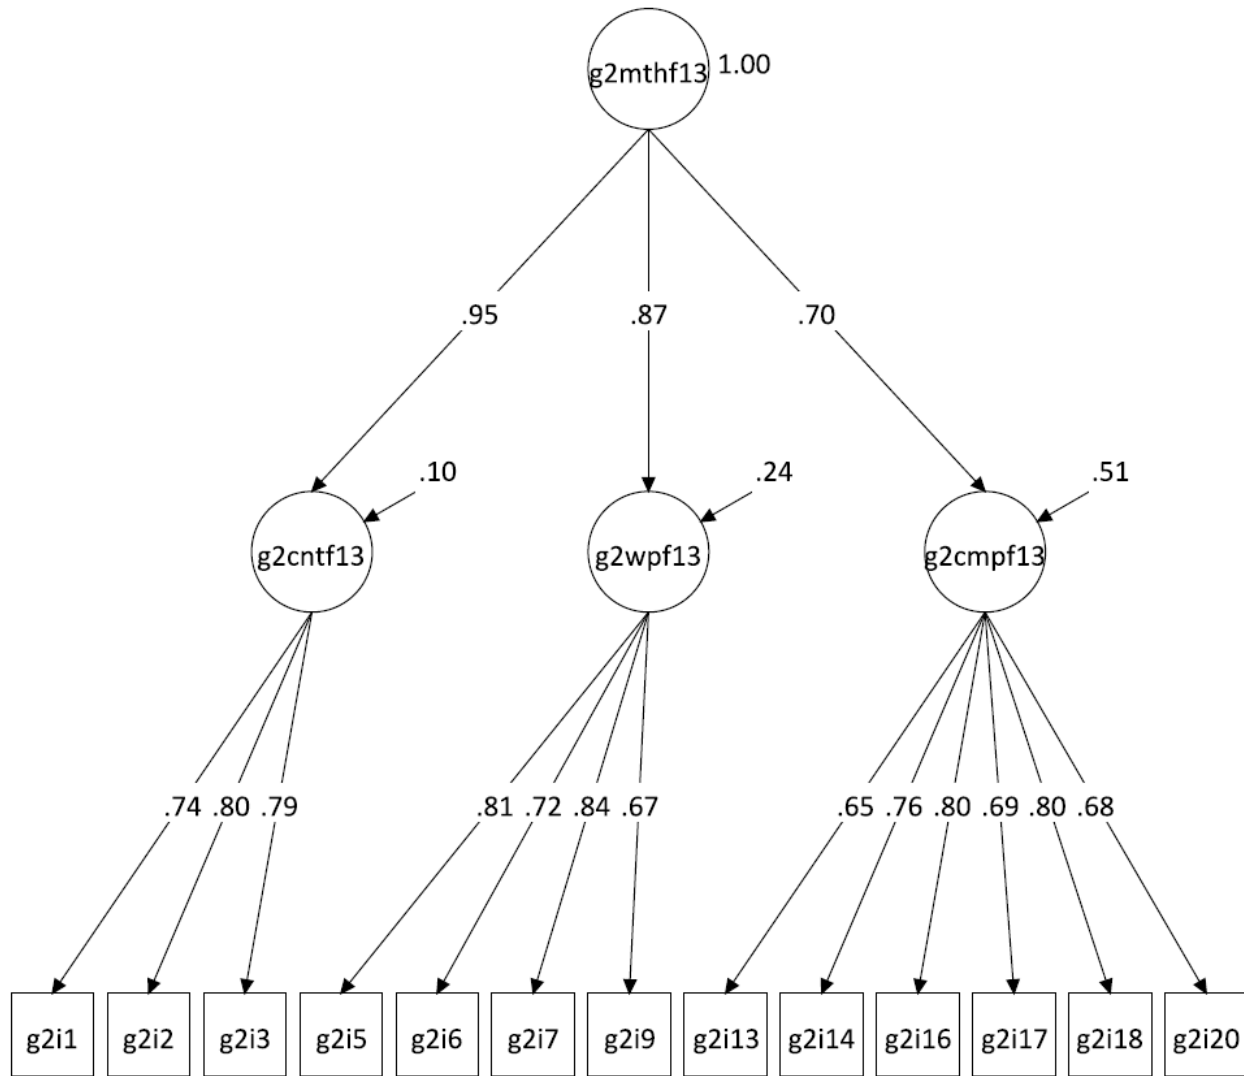 g2mthf13 1.00
.95 .87 .70
.10 .24 .51
g2cntf13 g2wpf13 g2cmpf13
.74 .80 .79 .81 .72 .84 .67 .65 .76 .80 .69 .80 .68
g2i1 g2i2 g2i3 g2i5 g2i6 g2i7 g2i9 g2i13 g2i14 g2i16 g2i17 g2i18 g2i20